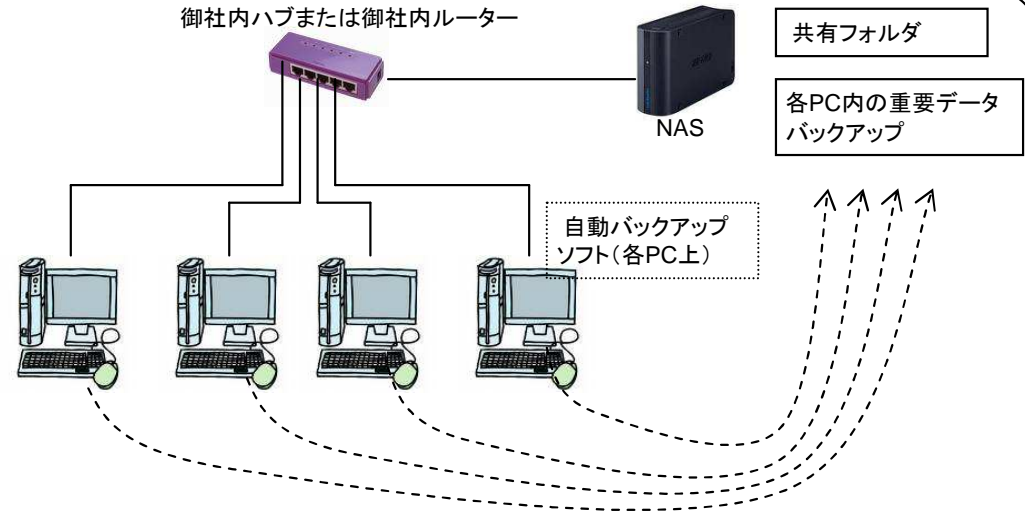 御社内ハブまたは御社内ルーター
共有フォルダ
各PC内の重要データ
バックアップ
NAS
自動バックアップ
ソフト（各PC上）